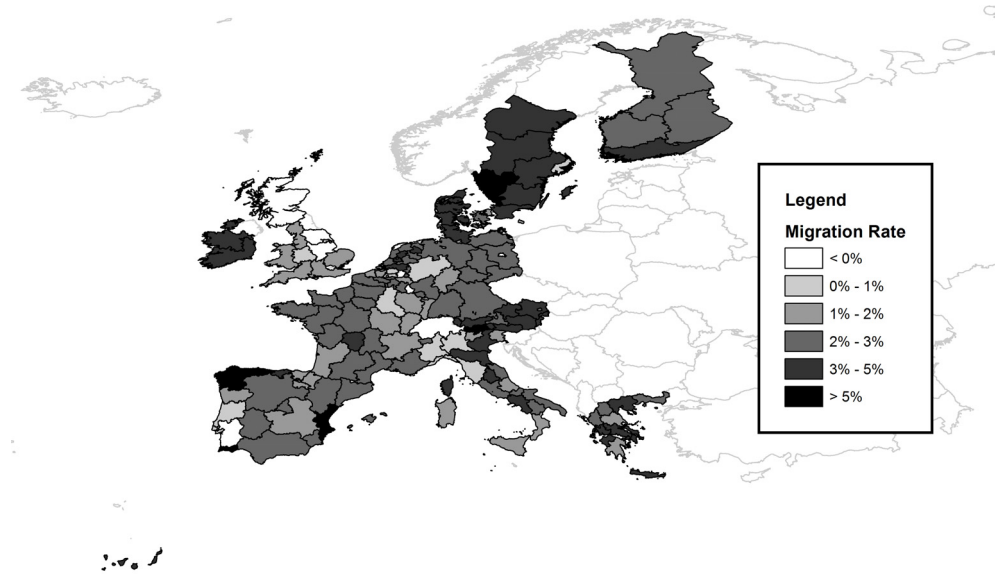 Legend
Migration Rate
< 0%
0% - 1%
1% - 2%
2% - 3%
3% - 5%
> 5%